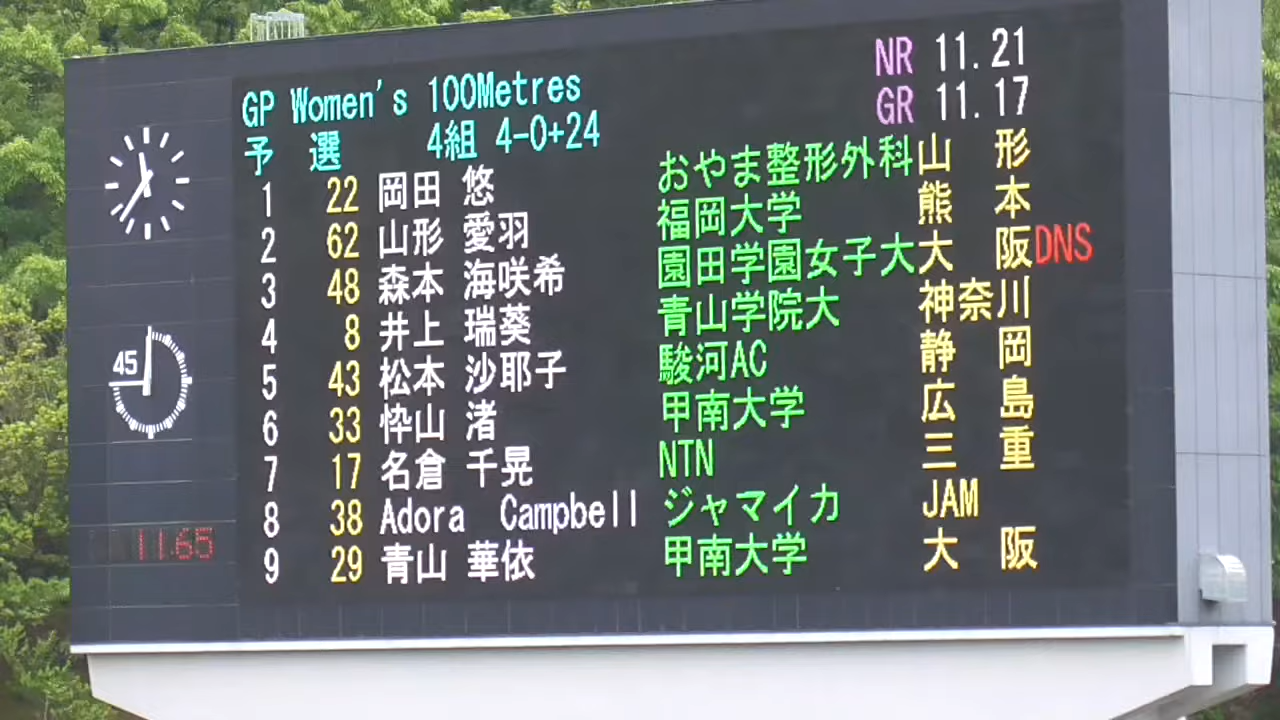 NR 11.21
GP Women's 100Metres GR 11.17
予 選 4組 4-0+24
1 22 岡田 悠 おやま整形外科 山 形
2 62 山形 愛羽 福岡大学 熊 本
3 48 森本 海咲希 園田学園女子大 大 阪 DNS
4 8 井上 瑞葵 青山学院大 神奈川
5 43 松本 沙耶子 駿河AC 静 岡
6 33 忰山 渚 甲南大学 広 島
7 17 名倉 千晃 NTN 三 重
8 38 Adora Campbell ジャマイカ JAM
9 29 青山 華依 甲南大学 大 阪
45
11.65